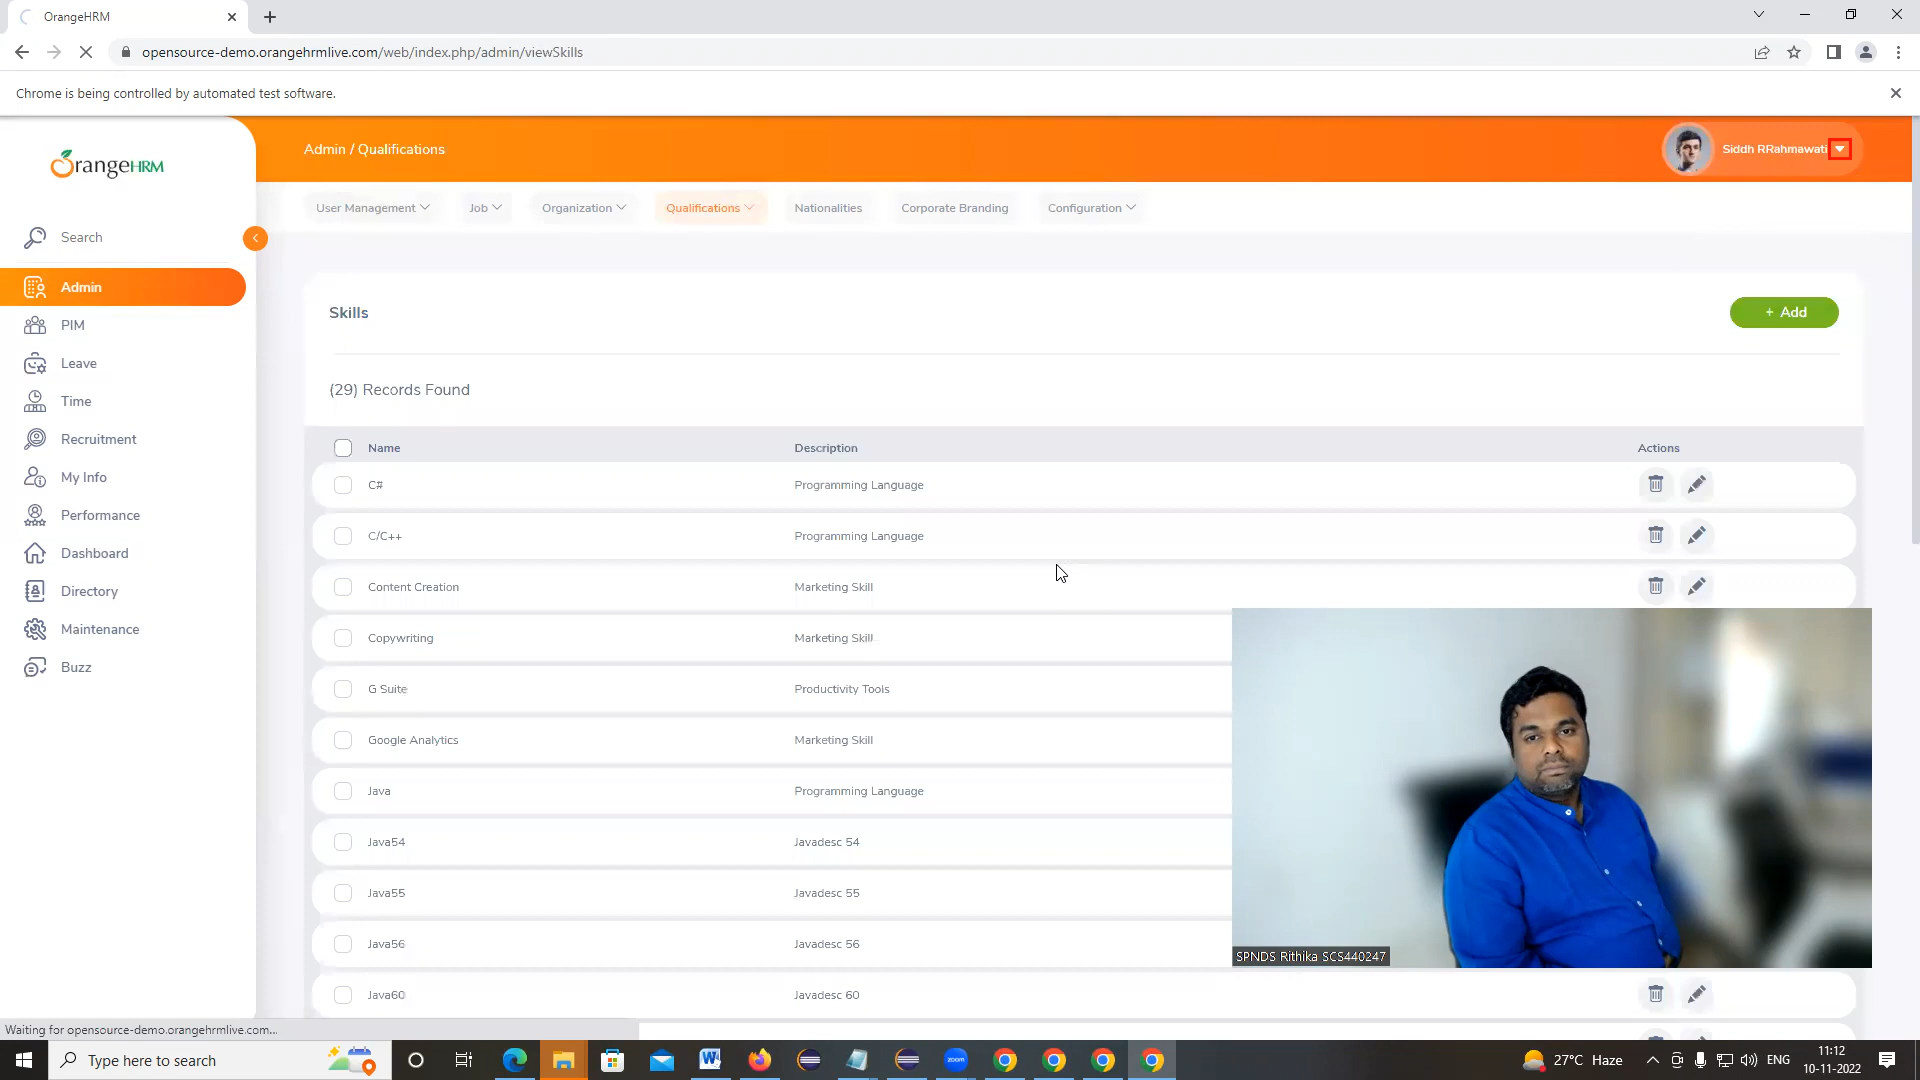 OrangeHRM
opensource-demo.orangehrmlive.com/web/index.php/admin/viewSkills
Chrome is being controlled by automated test software.
OrangeHRM
Admin / Qualifications
Siddh RRahmawati
User Management
Job
Organization
Qualifications
Nationalities
Corporate Branding
Configuration
Search
Admin
PIM
Leave
Time
Recruitment
My Info
Performance
Dashboard
Directory
Maintenance
Buzz
Skills
+ Add
(29) Records Found
Name Description Actions
C# Programming Language
C/C++ Programming Language
Content Creation Marketing Skill
Copywriting Marketing Skill
G Suite Productivity Tools
Google Analytics Marketing Skill
Java Programming Language
Java54 Javadesc 54
Java55 Javadesc 55
Java56 Javadesc 56
Java60 Javadesc 60
SPNDS Rithika SCS440247
Waiting for opensource-demo.orangehrmlive.com...
Type here to search
zoom
27°C Haze
ENG
11:12
10-11-2022